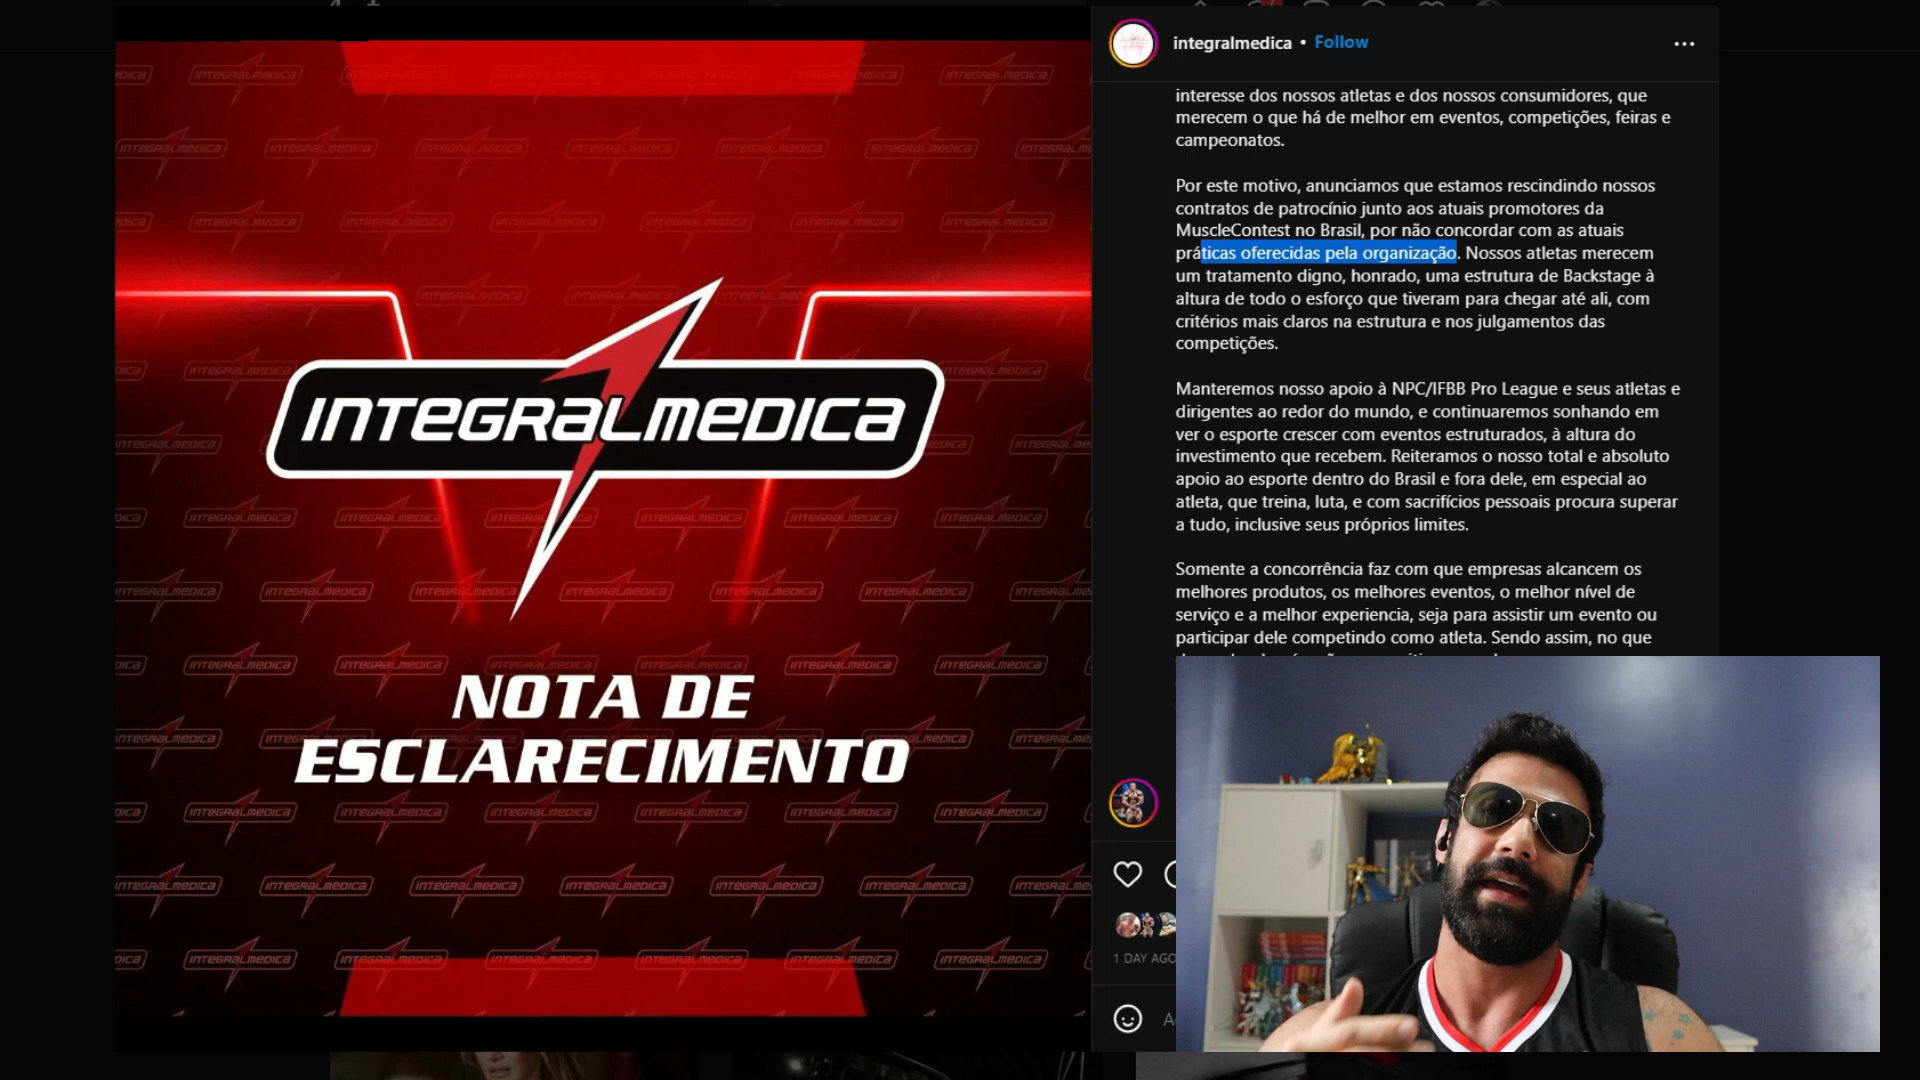 INTEGRALMEDICA
NOTA DE
ESCLARECIMENTO
integralmedica • Follow
interesse dos nossos atletas e dos nossos consumidores, que
merecem o que há de melhor em eventos, competições, feiras e
campeonatos.
Por este motivo, anunciamos que estamos rescindindo nossos
contratos de patrocínio junto aos atuais promotores da
MuscleContest no Brasil, por não concordar com as atuais
práticas oferecidas pela organização. Nossos atletas merecem
um tratamento digno, honrado, uma estrutura de Backstage à
altura de todo o esforço que tiveram para chegar até ali, com
critérios mais claros na estrutura e nos julgamentos das
competições.
Manteremos nosso apoio à NPC/IFBB Pro League e seus atletas e
dirigentes ao redor do mundo, e continuaremos sonhando em
ver o esporte crescer com eventos estruturados, à altura do
investimento que recebem. Reiteramos o nosso total e absoluto
apoio ao esporte dentro do Brasil e fora dele, em especial ao
atleta, que treina, luta, e com sacrifícios pessoais procura superar
a tudo, inclusive seus próprios limites.
Somente a concorrência faz com que empresas alcancem os
melhores produtos, os melhores eventos, o melhor nível de
serviço e a melhor experiencia, seja para assistir um evento ou
participar dele competindo como atleta. Sendo assim, no que
1 DAY AGO